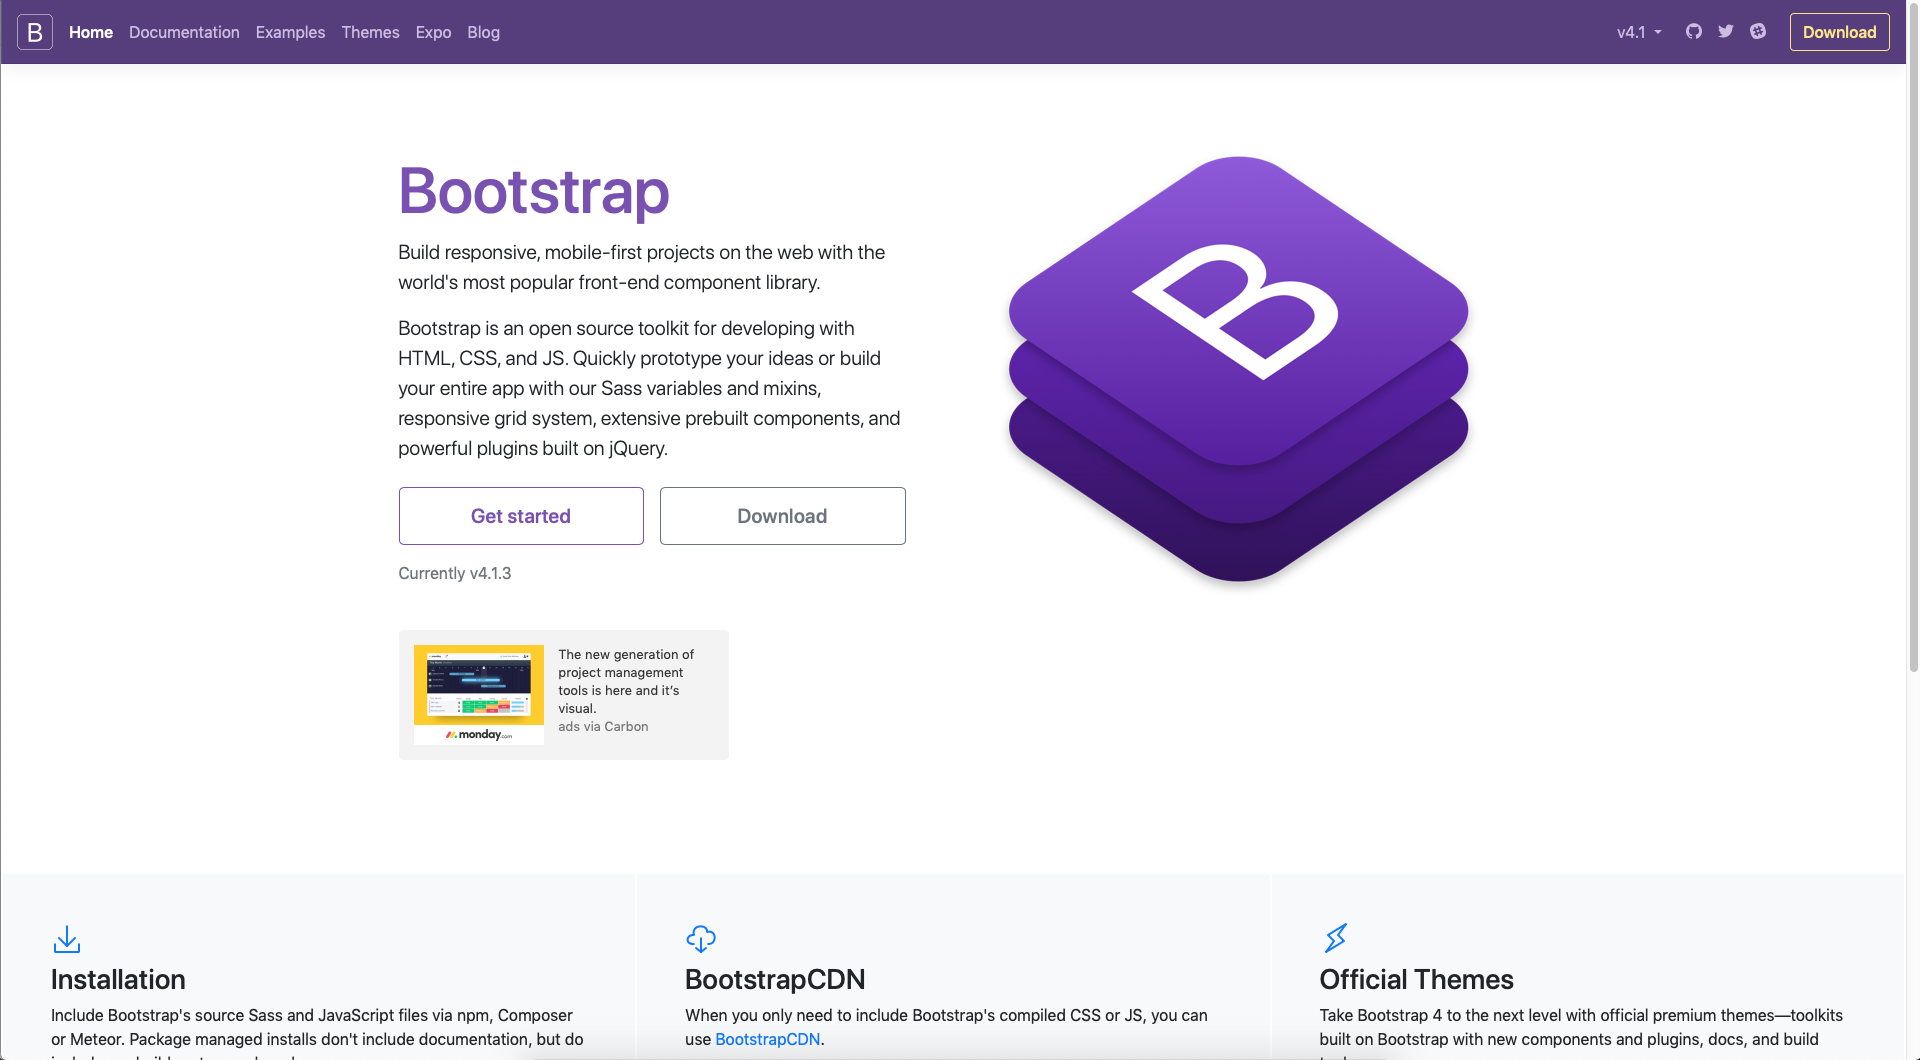 B Home Documentation Examples Themes Expo Blog v4.1 Download
Bootstrap
Build responsive, mobile-first projects on the web with the
world's most popular front-end component library.
Bootstrap is an open source toolkit for developing with
HTML, CSS, and JS. Quickly prototype your ideas or build
your entire app with our Sass variables and mixins,
responsive grid system, extensive prebuilt components, and
powerful plugins built on jQuery.
Get started Download
Currently v4.1.3
B
The new generation of
project management
tools is here and it's
visual.
ads via Carbon
monday.com
Installation
Include Bootstrap's source Sass and JavaScript files via npm, Composer
or Meteor. Package managed installs don't include documentation, but do
BootstrapCDN
When you only need to include Bootstrap's compiled CSS or JS, you can
use BootstrapCDN.
Official Themes
Take Bootstrap 4 to the next level with official premium themes—toolkits
built on Bootstrap with new components and plugins, docs, and build